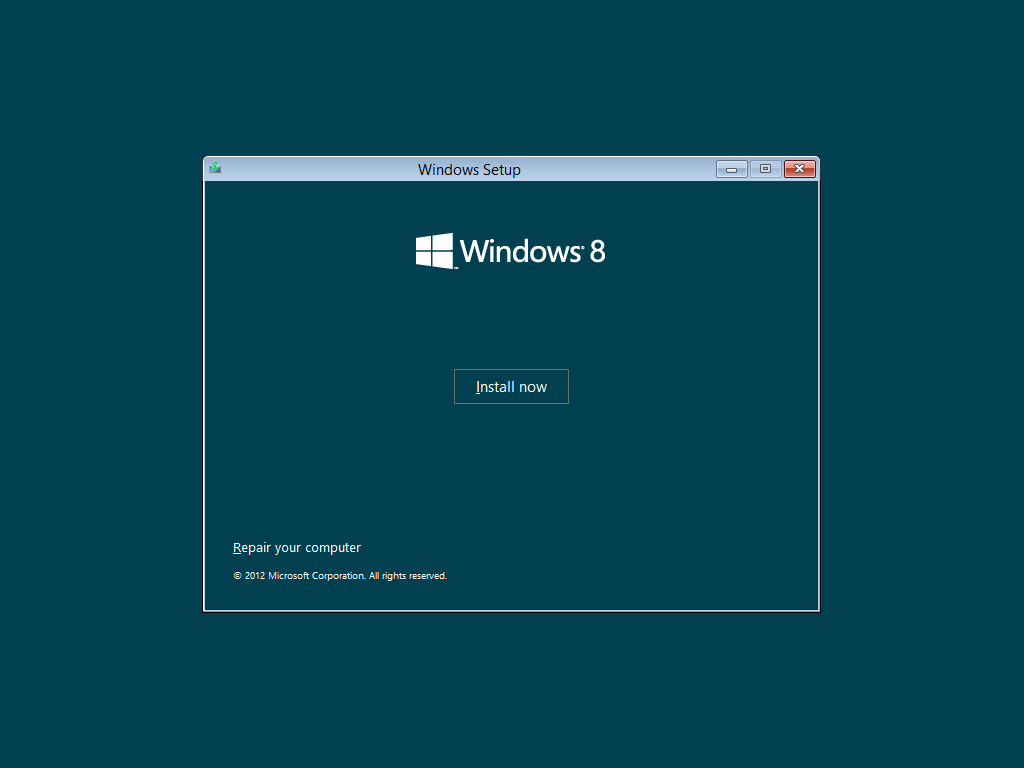 Windows Setup
Windows® 8
Install now
Repair your computer
© 2012 Microsoft Corporation. All rights reserved.